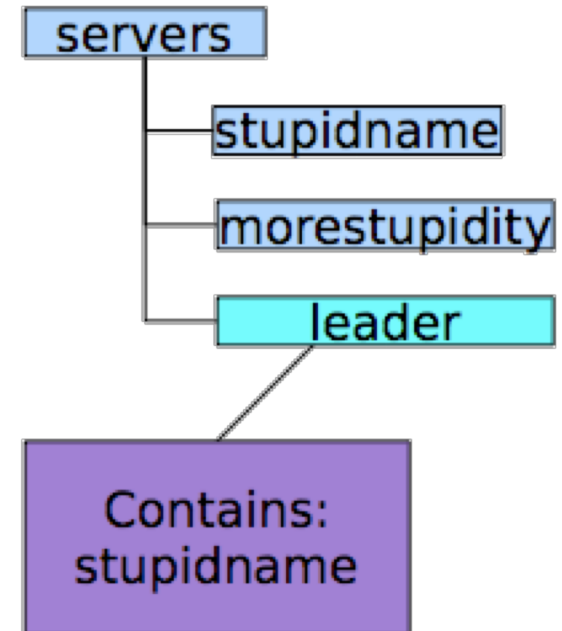 servers
stupidname
morestupidity
leader
Contains:
stupidname